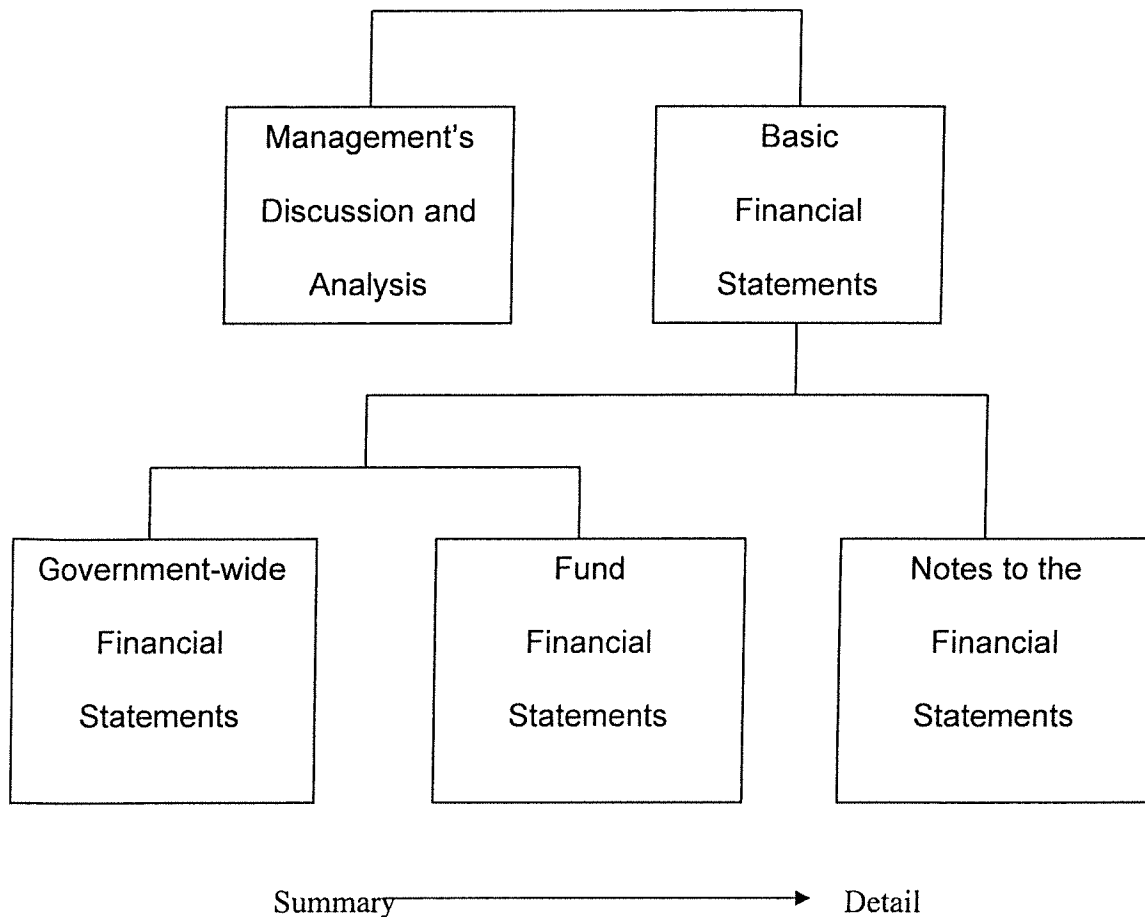 Management's
Discussion and
Analysis
Basic
Financial
Statements
Government-wide
Financial
Statements
Fund
Financial
Statements
Notes to the
Financial
Statements
Summary
Detail